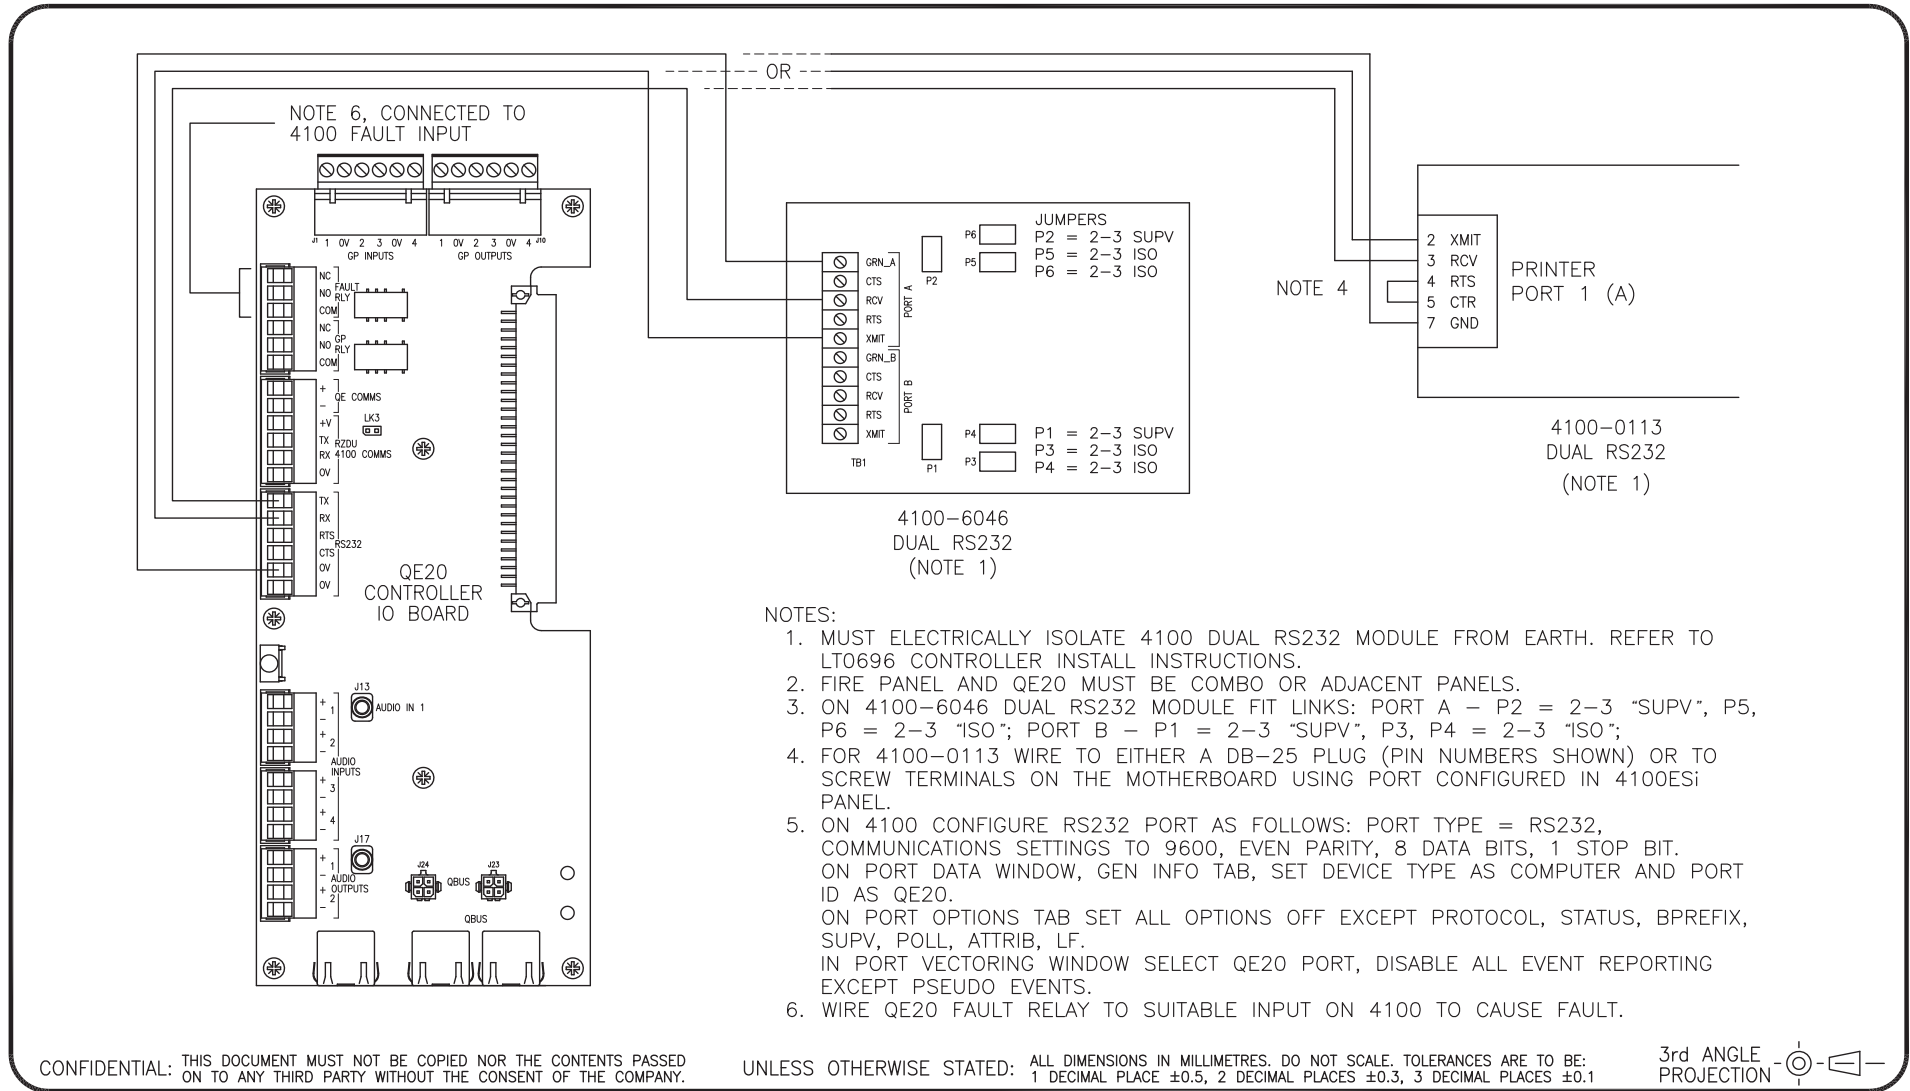 OR
NOTE 6, CONNECTED TO
4100 FAULT INPUT
J1 1 0V 2 3 0V 4
GP INPUTS
1 0V 2 3 0V 4 J10
GP OUTPUTS
NC
NO
COM
FAULT
RLY
NC
NO
COM
GP
RLY
+
-
QE COMMS
+V
TX
RX
0V
RZDU
4100 COMMS
LK3
TX
RX
RTS
CTS
0V
0V
RS232
QE20
CONTROLLER
IO BOARD
J13
AUDIO IN 1
+
1
-
+
2
-
AUDIO
INPUTS
+
3
-
+
4
-
J17
+
1
-
AUDIO
+
OUTPUTS
2
-
J24
QBUS
J23
QBUS
GRN_A
CTS
RCV
RTS
XMIT
PORT A
GRN_B
CTS
RCV
RTS
XMIT
PORT B
TB1
P2
P6
P5
JUMPERS
P2 = 2-3 SUPV
P5 = 2-3 ISO
P6 = 2-3 ISO
P1
P4
P3
P1 = 2-3 SUPV
P3 = 2-3 ISO
P4 = 2-3 ISO
4100-6046
DUAL RS232
(NOTE 1)
NOTE 4
2 XMIT
3 RCV
4 RTS
5 CTR
7 GND
PRINTER
PORT 1 (A)
4100-0113
DUAL RS232
(NOTE 1)
NOTES:
1. MUST ELECTRICALLY ISOLATE 4100 DUAL RS232 MODULE FROM EARTH. REFER TO
LT0696 CONTROLLER INSTALL INSTRUCTIONS.
2. FIRE PANEL AND QE20 MUST BE COMBO OR ADJACENT PANELS.
3. ON 4100-6046 DUAL RS232 MODULE FIT LINKS: PORT A - P2 = 2-3 “SUPV”, P5,
P6 = 2-3 “ISO”; PORT B - P1 = 2-3 “SUPV”, P3, P4 = 2-3 “ISO”;
4. FOR 4100-0113 WIRE TO EITHER A DB-25 PLUG (PIN NUMBERS SHOWN) OR TO
SCREW TERMINALS ON THE MOTHERBOARD USING PORT CONFIGURED IN 4100ESi
PANEL.
5. ON 4100 CONFIGURE RS232 PORT AS FOLLOWS: PORT TYPE = RS232,
COMMUNICATIONS SETTINGS TO 9600, EVEN PARITY, 8 DATA BITS, 1 STOP BIT.
ON PORT DATA WINDOW, GEN INFO TAB, SET DEVICE TYPE AS COMPUTER AND PORT
ID AS QE20.
ON PORT OPTIONS TAB SET ALL OPTIONS OFF EXCEPT PROTOCOL, STATUS, BPREFIX,
SUPV, POLL, ATTRIB, LF.
IN PORT VECTORING WINDOW SELECT QE20 PORT, DISABLE ALL EVENT REPORTING
EXCEPT PSEUDO EVENTS.
6. WIRE QE20 FAULT RELAY TO SUITABLE INPUT ON 4100 TO CAUSE FAULT.
CONFIDENTIAL: THIS DOCUMENT MUST NOT BE COPIED NOR THE CONTENTS PASSED
ON TO ANY THIRD PARTY WITHOUT THE CONSENT OF THE COMPANY.
UNLESS OTHERWISE STATED: ALL DIMENSIONS IN MILLIMETRES. DO NOT SCALE. TOLERANCES ARE TO BE:
1 DECIMAL PLACE ±0.5, 2 DECIMAL PLACES ±0.3, 3 DECIMAL PLACES ±0.1
3rd ANGLE
PROJECTION